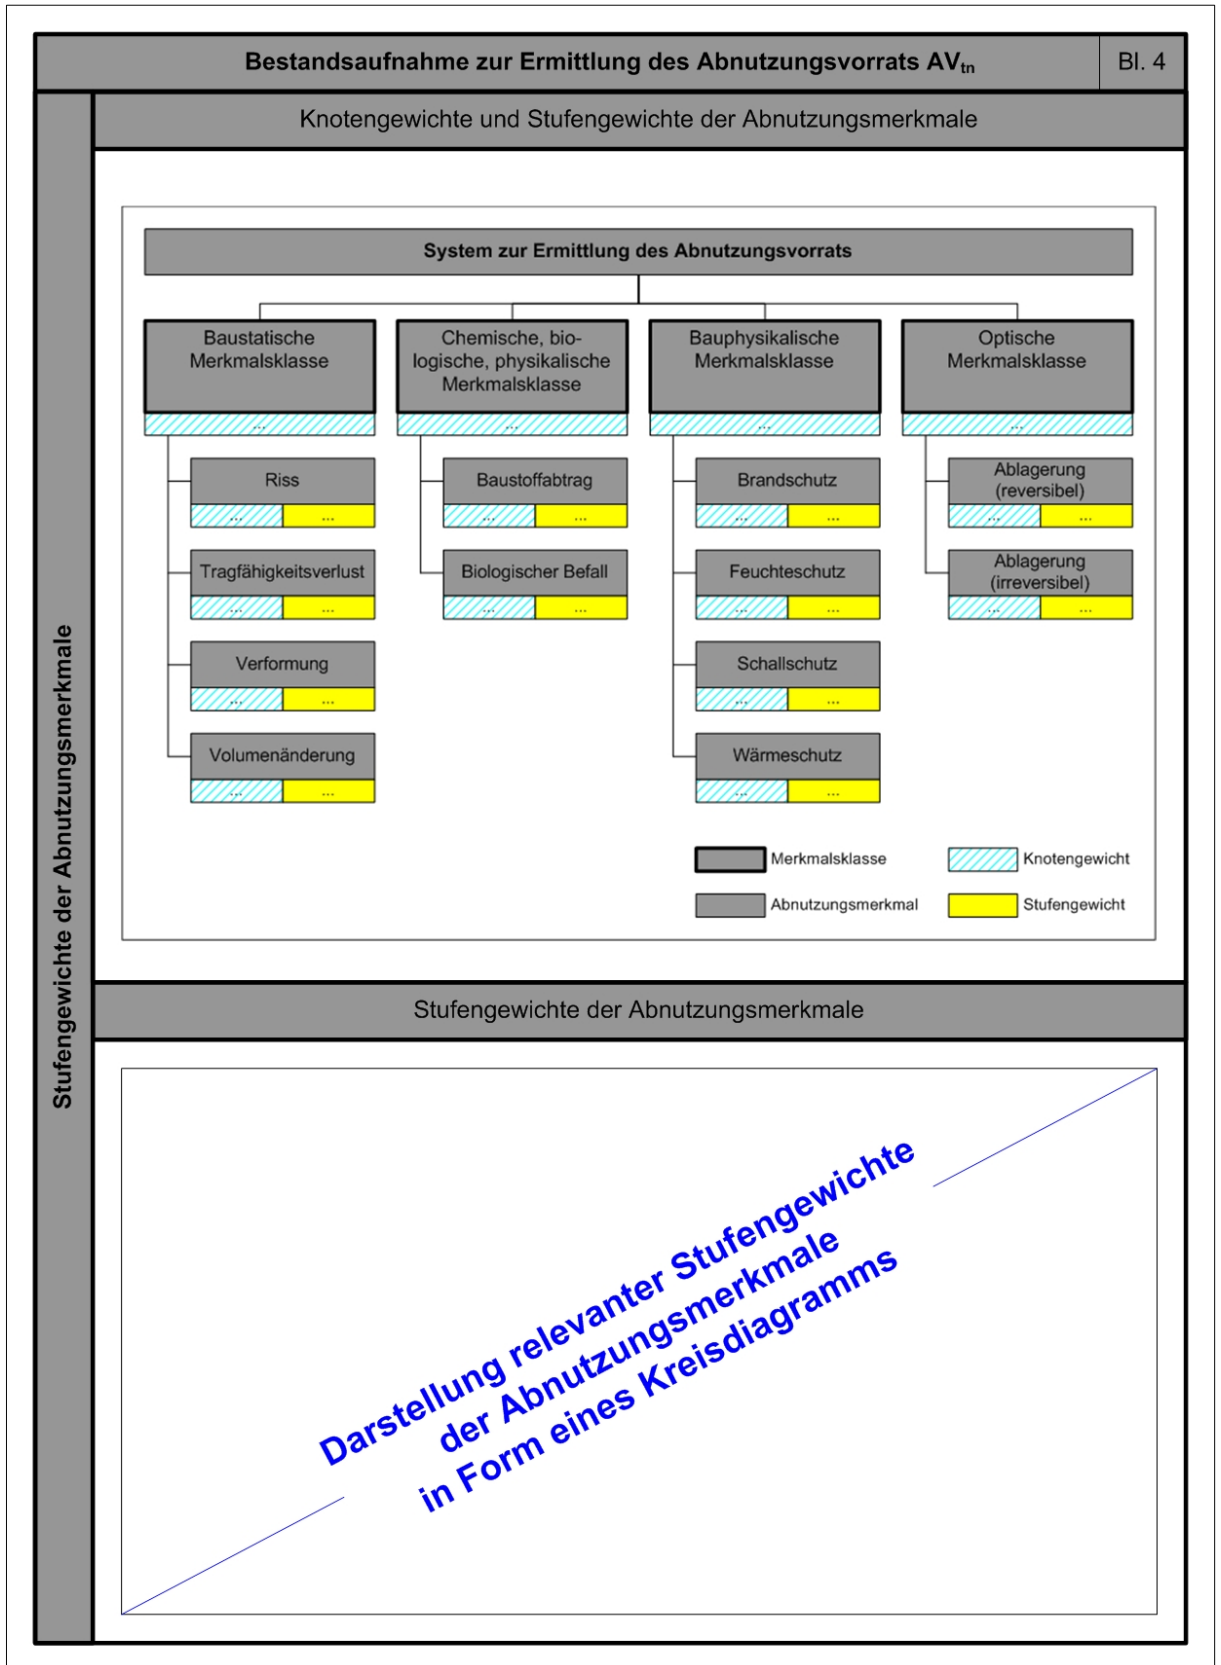 Bestandsaufnahme zur Ermittlung des Abnutzungsvorrats AVtn
Bl. 4
Stufengewichte der Abnutzungsmerkmale
Knotengewichte und Stufengewichte der Abnutzungsmerkmale
System zur Ermittlung des Abnutzungsvorrats
Baustatische
Merkmalsklasse
...
Riss
... ...
Tragfähigkeitsverlust
... ...
Verformung
... ...
Volumenänderung
... ...
Chemische, bio-
logische, physikalische
Merkmalsklasse
...
Baustoffabtrag
... ...
Biologischer Befall
... ...
Bauphysikalische
Merkmalsklasse
...
Brandschutz
... ...
Feuchteschutz
... ...
Schallschutz
... ...
Wärmeschutz
... ...
Optische
Merkmalsklasse
...
Ablagerung
(reversibel)
... ...
Ablagerung
(irreversibel)
... ...
Merkmalsklasse
Knotengewicht
Abnutzungsmerkmal
Stufengewicht
Stufengewichte der Abnutzungsmerkmale
Darstellung relevanter Stufengewichte
der Abnutzungsmerkmale
in Form eines Kreisdiagramms